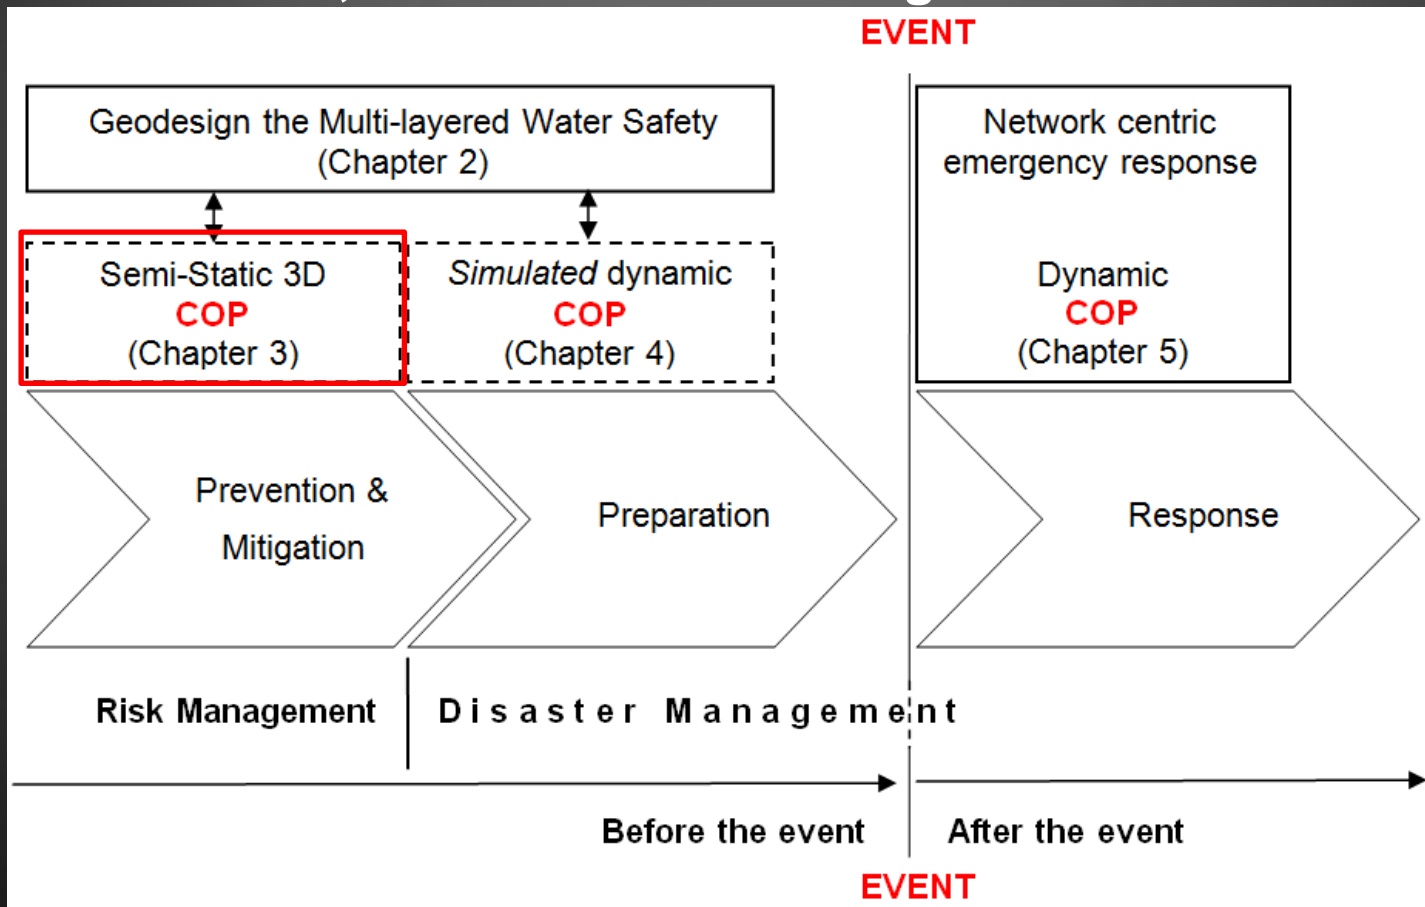 EVENT
Geodesign the Multi-layered Water Safety
(Chapter 2)
Network centric
emergency response
Semi-Static 3D
COP
(Chapter 3)
Simulated dynamic
COP
(Chapter 4)
Dynamic
COP
(Chapter 5)
Prevention &
Mitigation
Preparation
Response
Risk Management
Disaster Management
Before the event
After the event
EVENT